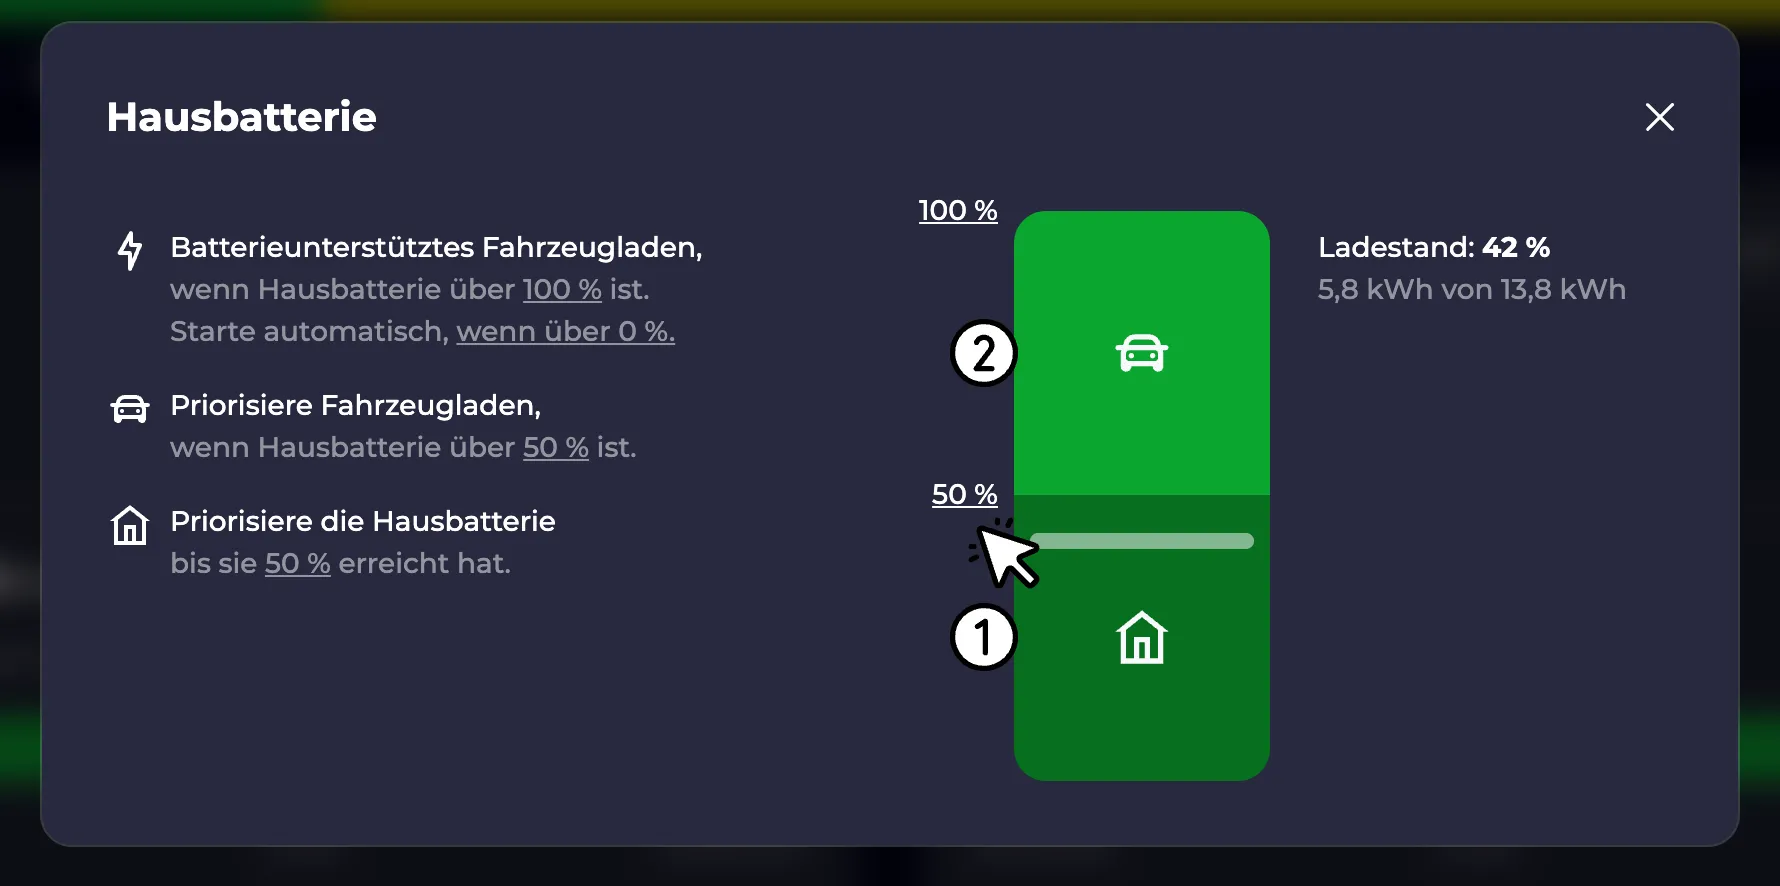 Hausbatterie
Batterieunterstütztes Fahrzeugladen,
wenn Hausbatterie über 100 % ist.
Starte automatisch, wenn über 0 %.
Priorisiere Fahrzeugladen,
wenn Hausbatterie über 50 % ist.
Priorisiere die Hausbatterie
bis sie 50 % erreicht hat.
100 %
2
50 %
1
Ladestand: 42 %
5,8 kWh von 13,8 kWh